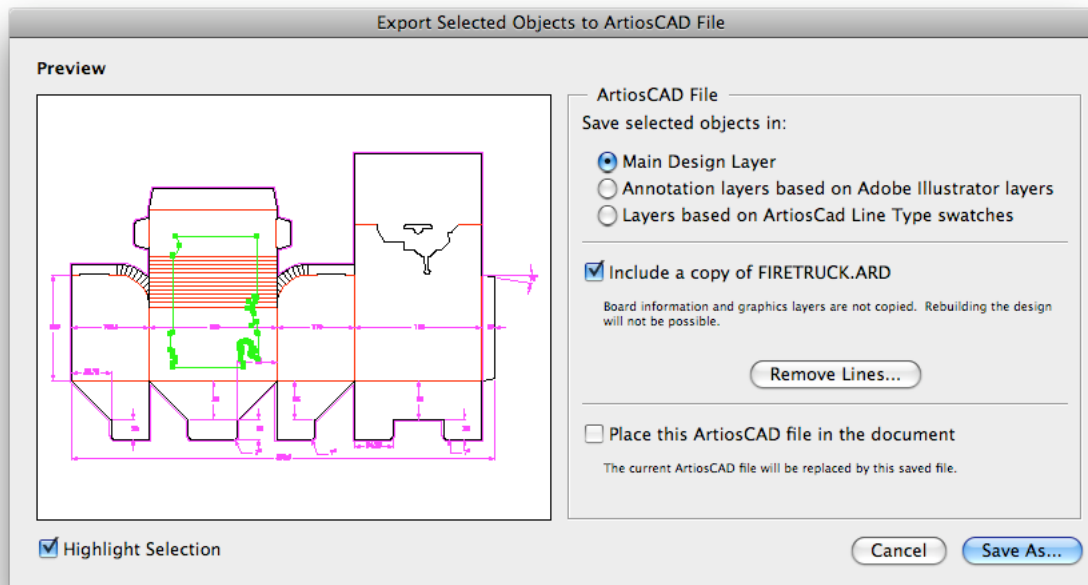 Export Selected Objects to ArtiosCAD File
Preview
ArtiosCAD File
Save selected objects in:
Main Design Layer
Annotation layers based on Adobe Illustrator layers
Layers based on ArtiosCad Line Type swatches
Include a copy of FIRETRUCK.ARD
Board information and graphics layers are not copied. Rebuilding the design
will not be possible.
Remove Lines...
Place this ArtiosCAD file in the document
The current ArtiosCAD file will be replaced by this saved file.
Highlight Selection
Cancel
Save As...